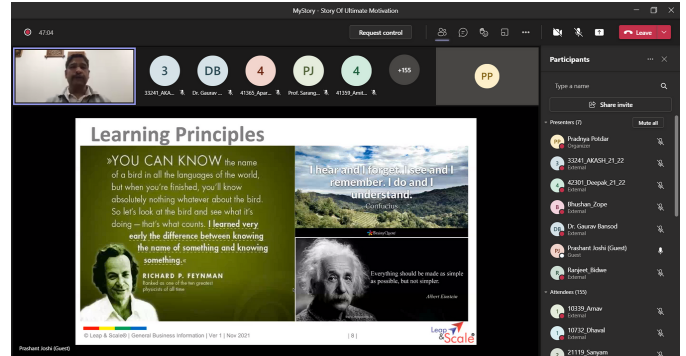 MyStory - Story Of Ultimate Motivation
47:04
Request control
Leave
3
DB
4
PJ
4
+155
PP
33241_AKA...
Dr. Gaurav ...
41365_Apar...
Prof. Sarang...
41359_Amit...
Learning Principles
»YOU CAN KNOW the name
of a bird in all the languages of the world,
but when you're finished, you'll know
absolutely nothing whatever about the bird.
So let's look at the bird and see what it's
doing — that's what counts. I learned very
early the difference between knowing
the name of something and knowing
something.«
RICHARD P. FEYNMAN
Ranked as one of the ten greatest
physicists of all time
I hear and I forget. I see and I
remember. I do and I
understand.
Confucius
Everything should be made as simple
as possible, but not simpler.
Albert Einstein
© Leap & Scale® | General Business Information | Ver 1 | Nov 2021
| 8 |
Leap
&Scale
Prashant Joshi (Guest)
Participants
Type a name
Share invite
Presenters (7)
Mute all
PP
Pradnya Potdar
Organizer
3
33241_AKASH_21_22
External
4
42301_Deepak_21_22
External
B
Bhushan_Zope
External
DB
Dr. Gaurav Bansod
External
PJ
Prashant Joshi (Guest)
Guest
R
Ranjeet_Bidwe
External
Attendees (155)
1
10339_Arnav
External
1
10732_Dhaval
External
2
21119_Sanyam